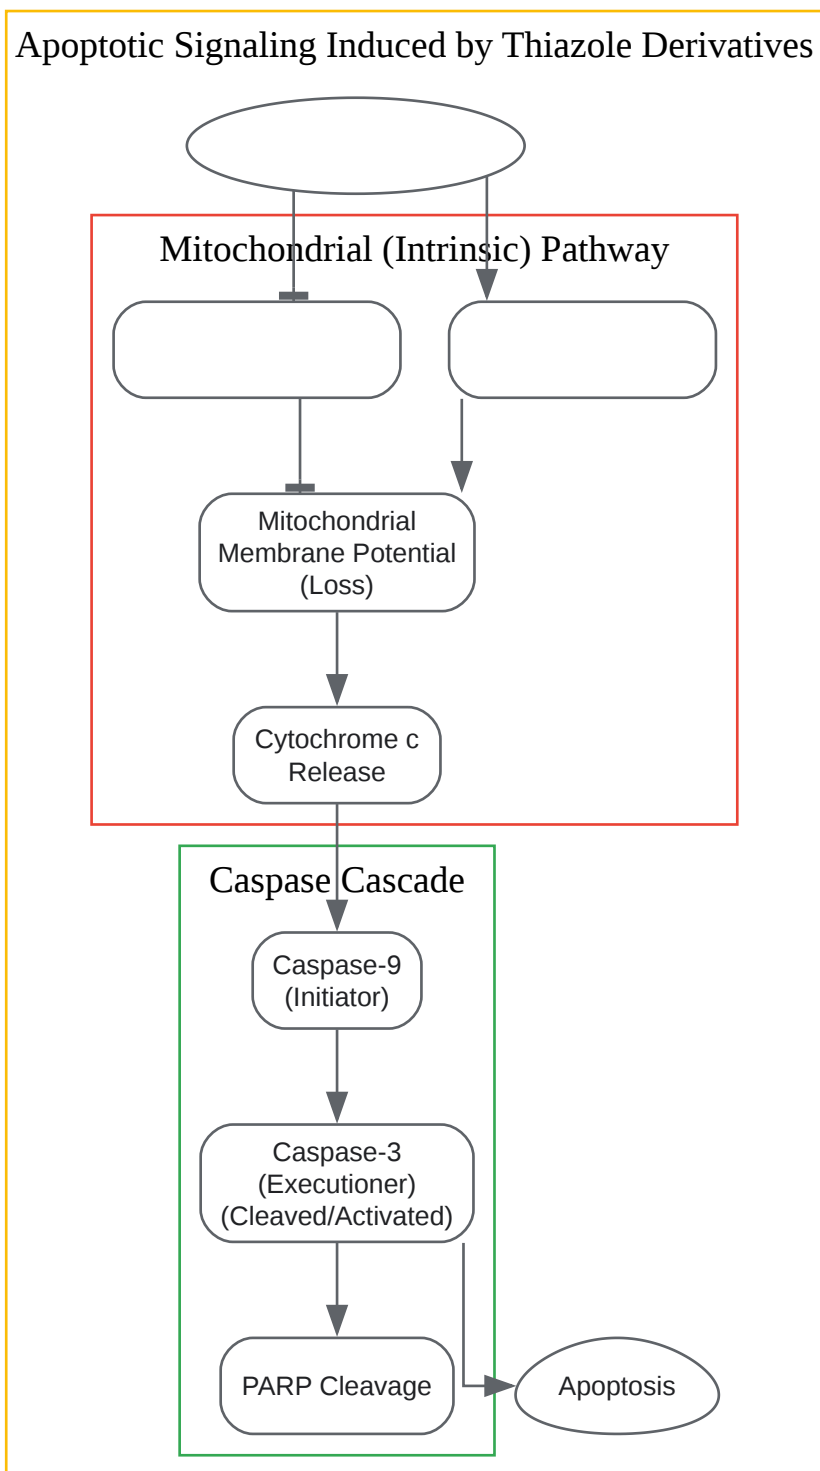 Apoptotic Signaling Induced by Thiazole Derivatives
Mitochondrial (Intrinsic) Pathway
Mitochondrial
Membrane Potential
(Loss)
Cytochrome c
Release
Caspase Cascade
Caspase-9
(Initiator)
Caspase-3
(Executioner)
(Cleaved/Activated)
PARP Cleavage
Apoptosis